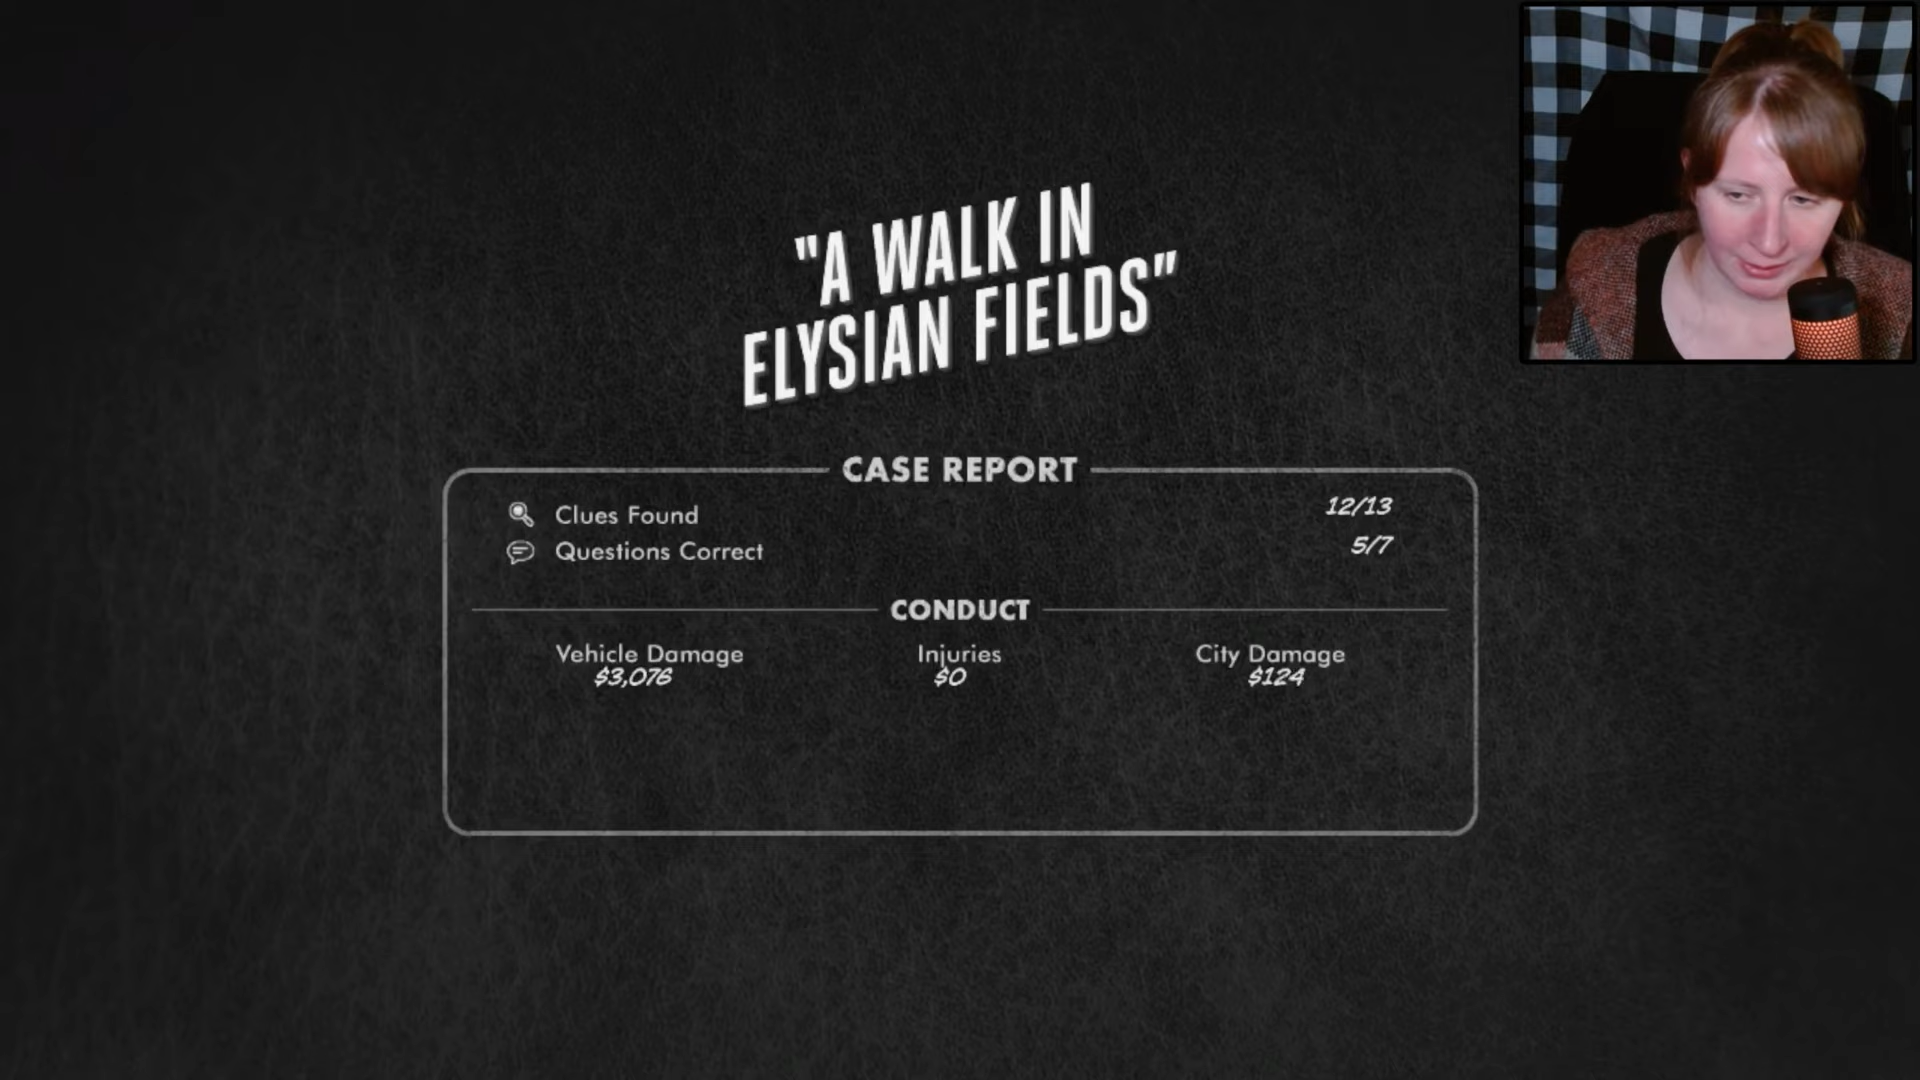 "A WALK IN
ELYSIAN FIELDS"
CASE REPORT
Clues Found 12/13
Questions Correct 5/7
CONDUCT
Vehicle Damage Injuries City Damage
$3,076 $0 $124